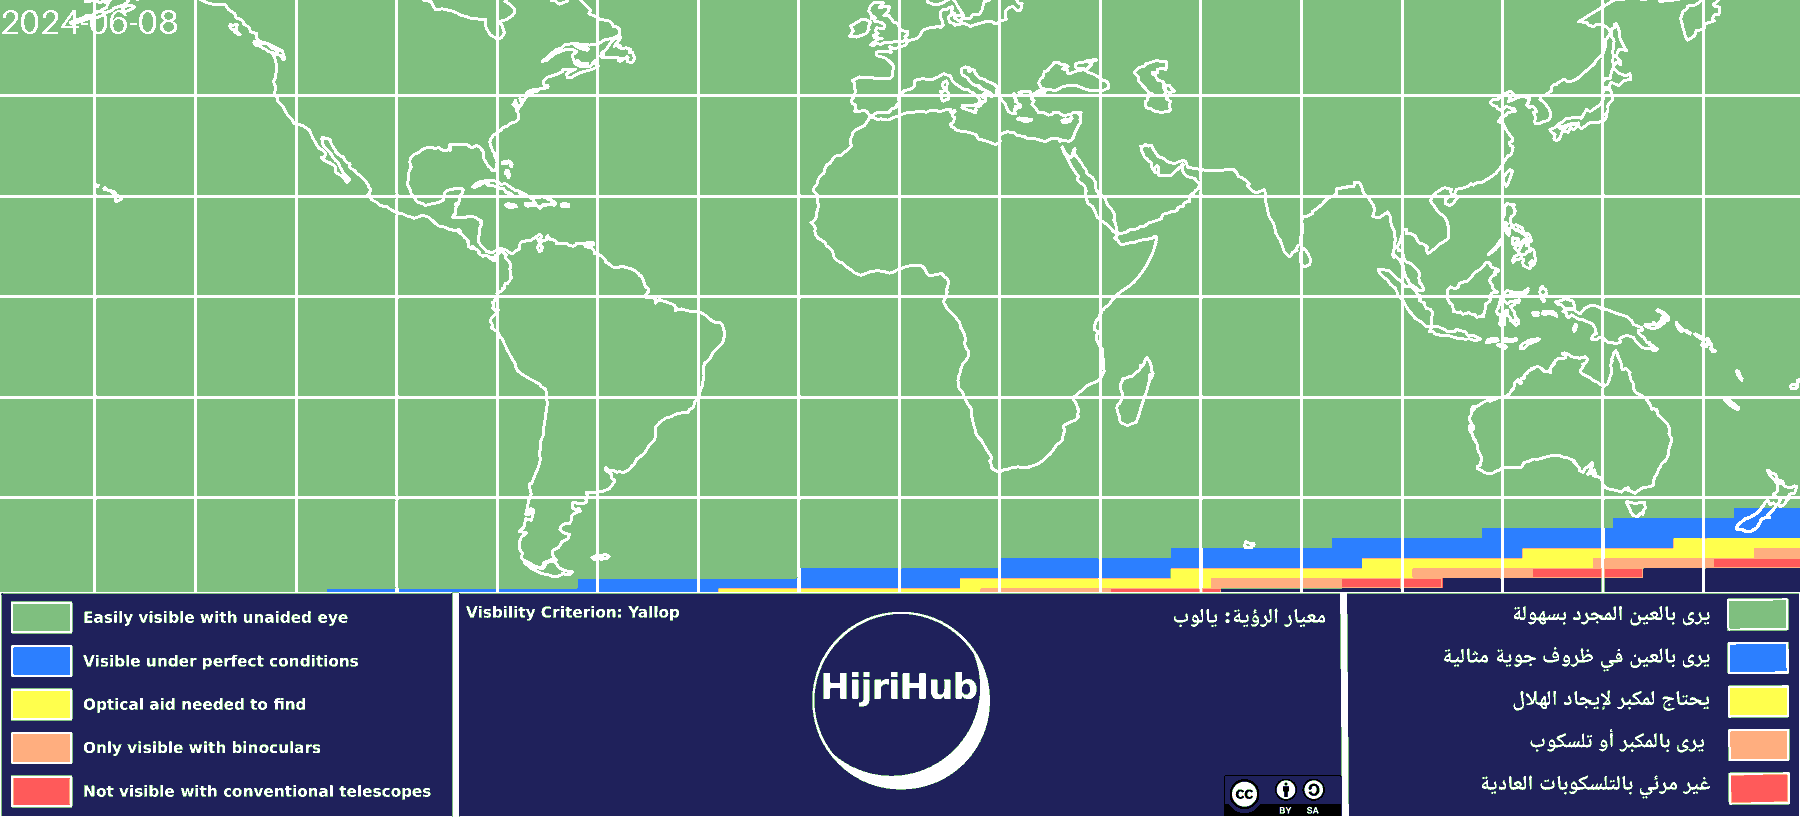 2024-06-08
Easily visible with unaided eye
Visible under perfect conditions
Optical aid needed to find
Only visible with binoculars
Not visible with conventional telescopes
Visbility Criterion: Yallop
معيار الرؤية: يالوب
HijriHub
cc
BY SA
يرى بالعين المجرد بسهولة
يرى بالعين في ظروف جوية مثالية
يحتاج لمكبر لإيجاد الهلال
يرى بالمكبر أو تلسكوب
غير مرئي بالتلسكوبات العادية